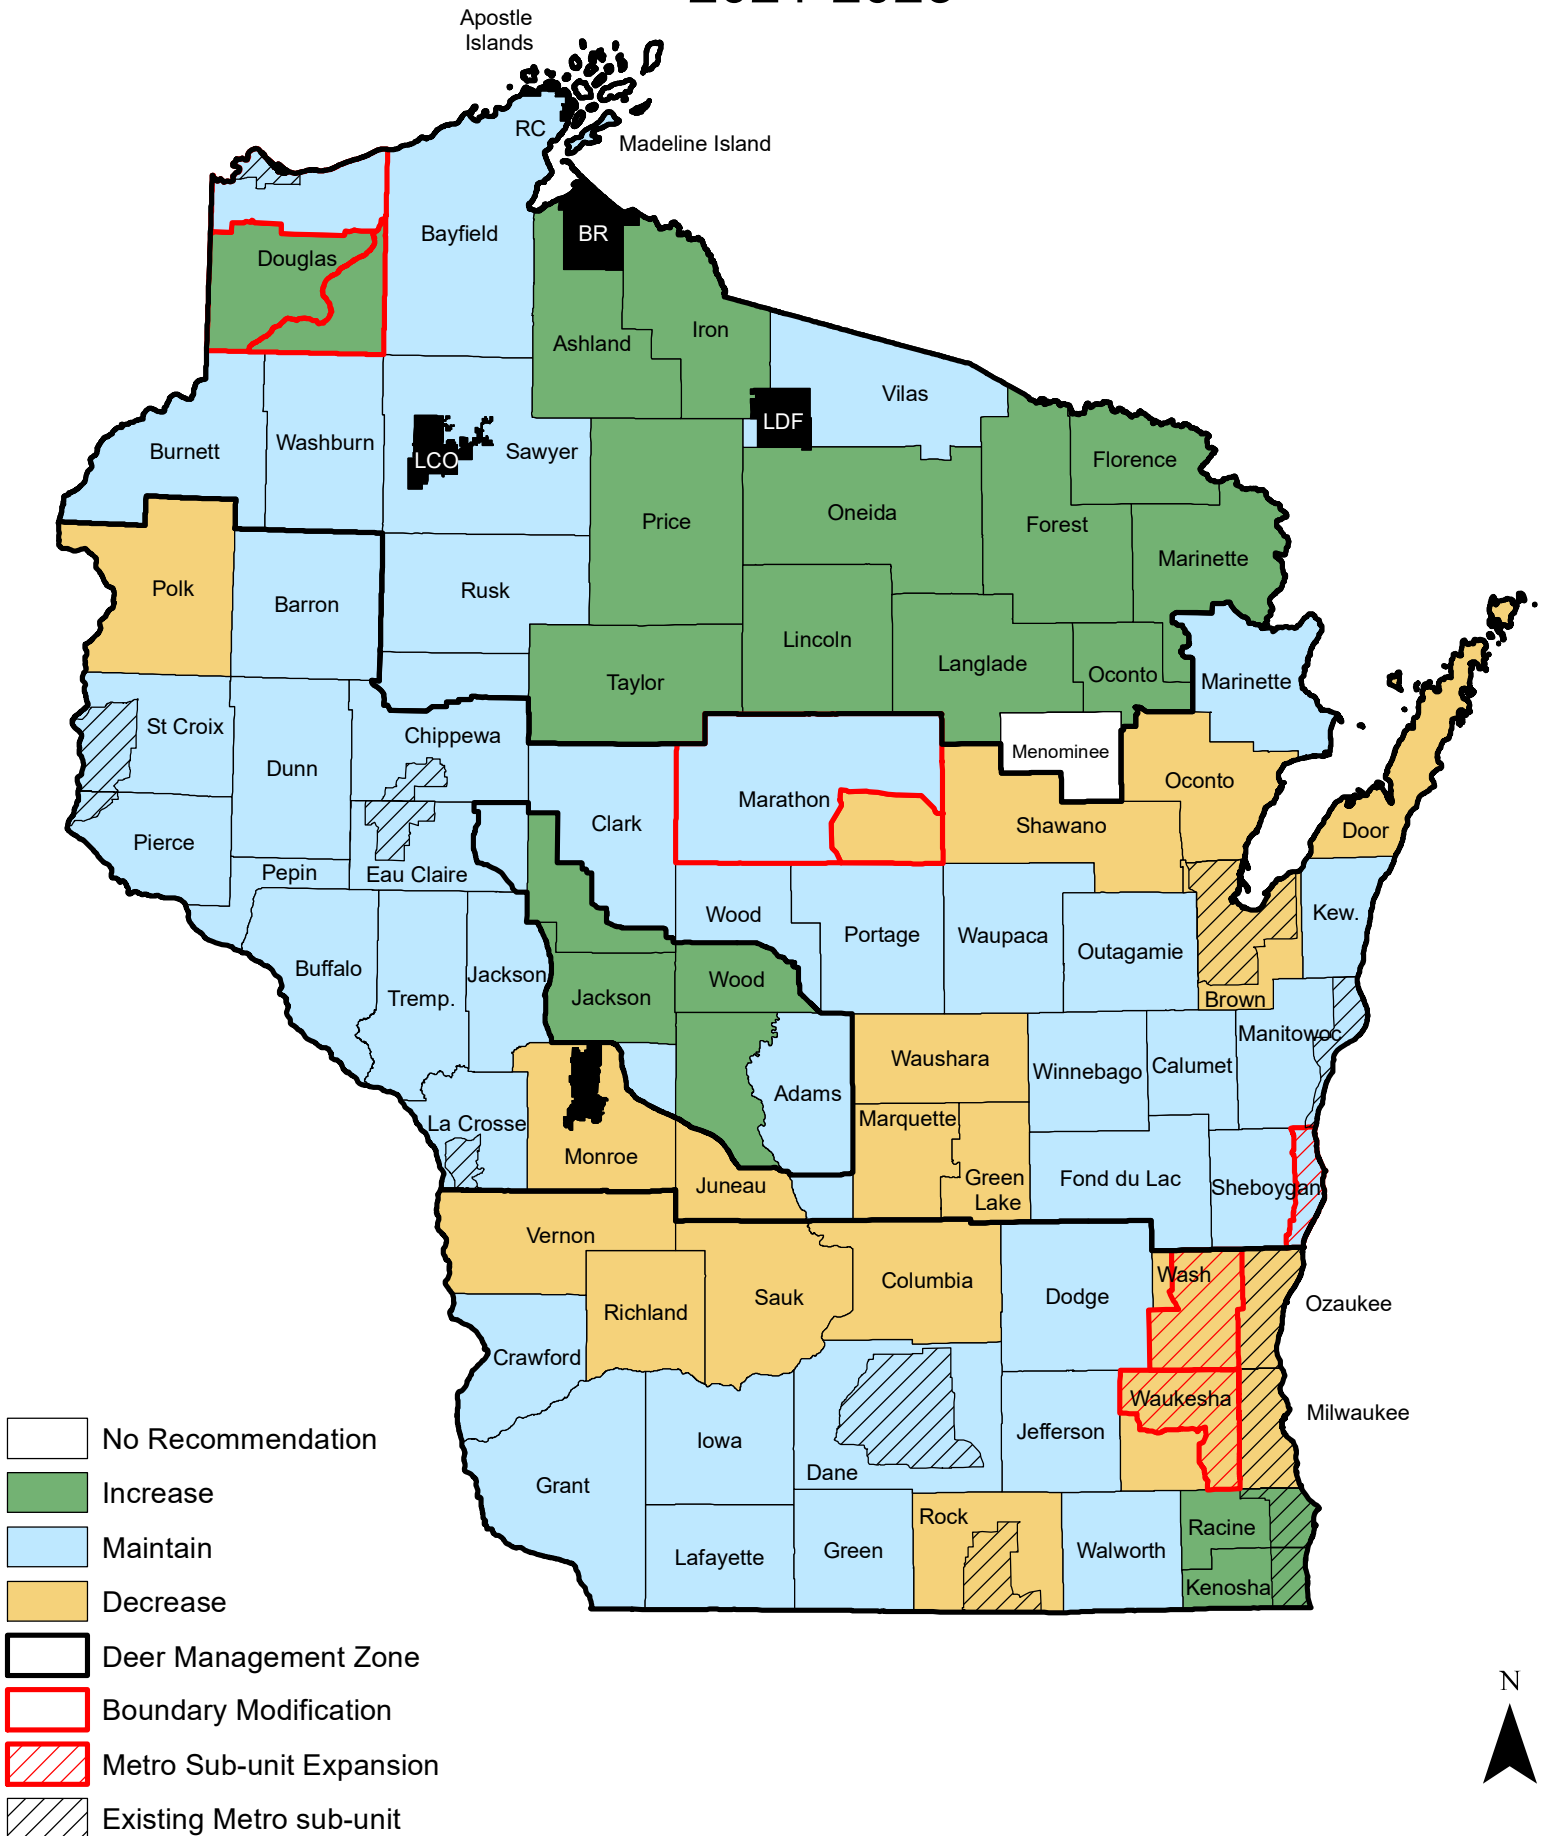 Apostle
Islands
RC
Madeline Island
BR
Bayfield
Douglas
Iron
Ashland
Vilas
LDF
Burnett
Washburn
Sawyer
LCO
Florence
Price
Oneida
Forest
Marinette
Polk
Barron
Rusk
Lincoln
Langlade
Oconto
Taylor
Marinette
St Croix
Chippewa
Menominee
Dunn
Oconto
Marathon
Clark
Shawano
Door
Pierce
Pepin
Eau Claire
Wood
Kew.
Portage
Waupaca
Outagamie
Buffalo
Jackson
Wood
Tremp.
Jackson
Brown
Manitowoc
Waushara
Winnebago
Calumet
Adams
La Crosse
Marquette
Monroe
Green
Lake
Fond du Lac
Juneau
Sheboygan
Vernon
Columbia
Wash
Sauk
Dodge
Ozaukee
Richland
Crawford
Waukesha
Milwaukee
Jefferson
Iowa
Dane
Grant
Rock
Racine
Lafayette
Green
Walworth
Kenosha
No Recommendation
Increase
Maintain
Decrease
Deer Management Zone
Boundary Modification
Metro Sub-unit Expansion
Existing Metro sub-unit
N